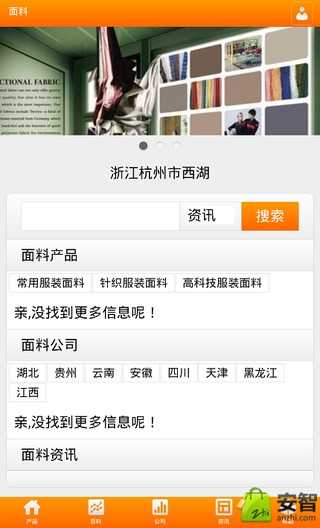 面料
CTIONAL FABRIC
浙江杭州市西湖
资讯
搜索
面料产品
常用服装面料
针织服装面料
高科技服装面料
亲,没找到更多信息呢！
面料公司
湖北
贵州
云南
安徽
四川
天津
黑龙江
江西
亲,没找到更多信息呢！
面料资讯
产品
百科
公司
资讯
安智
anzhi.com